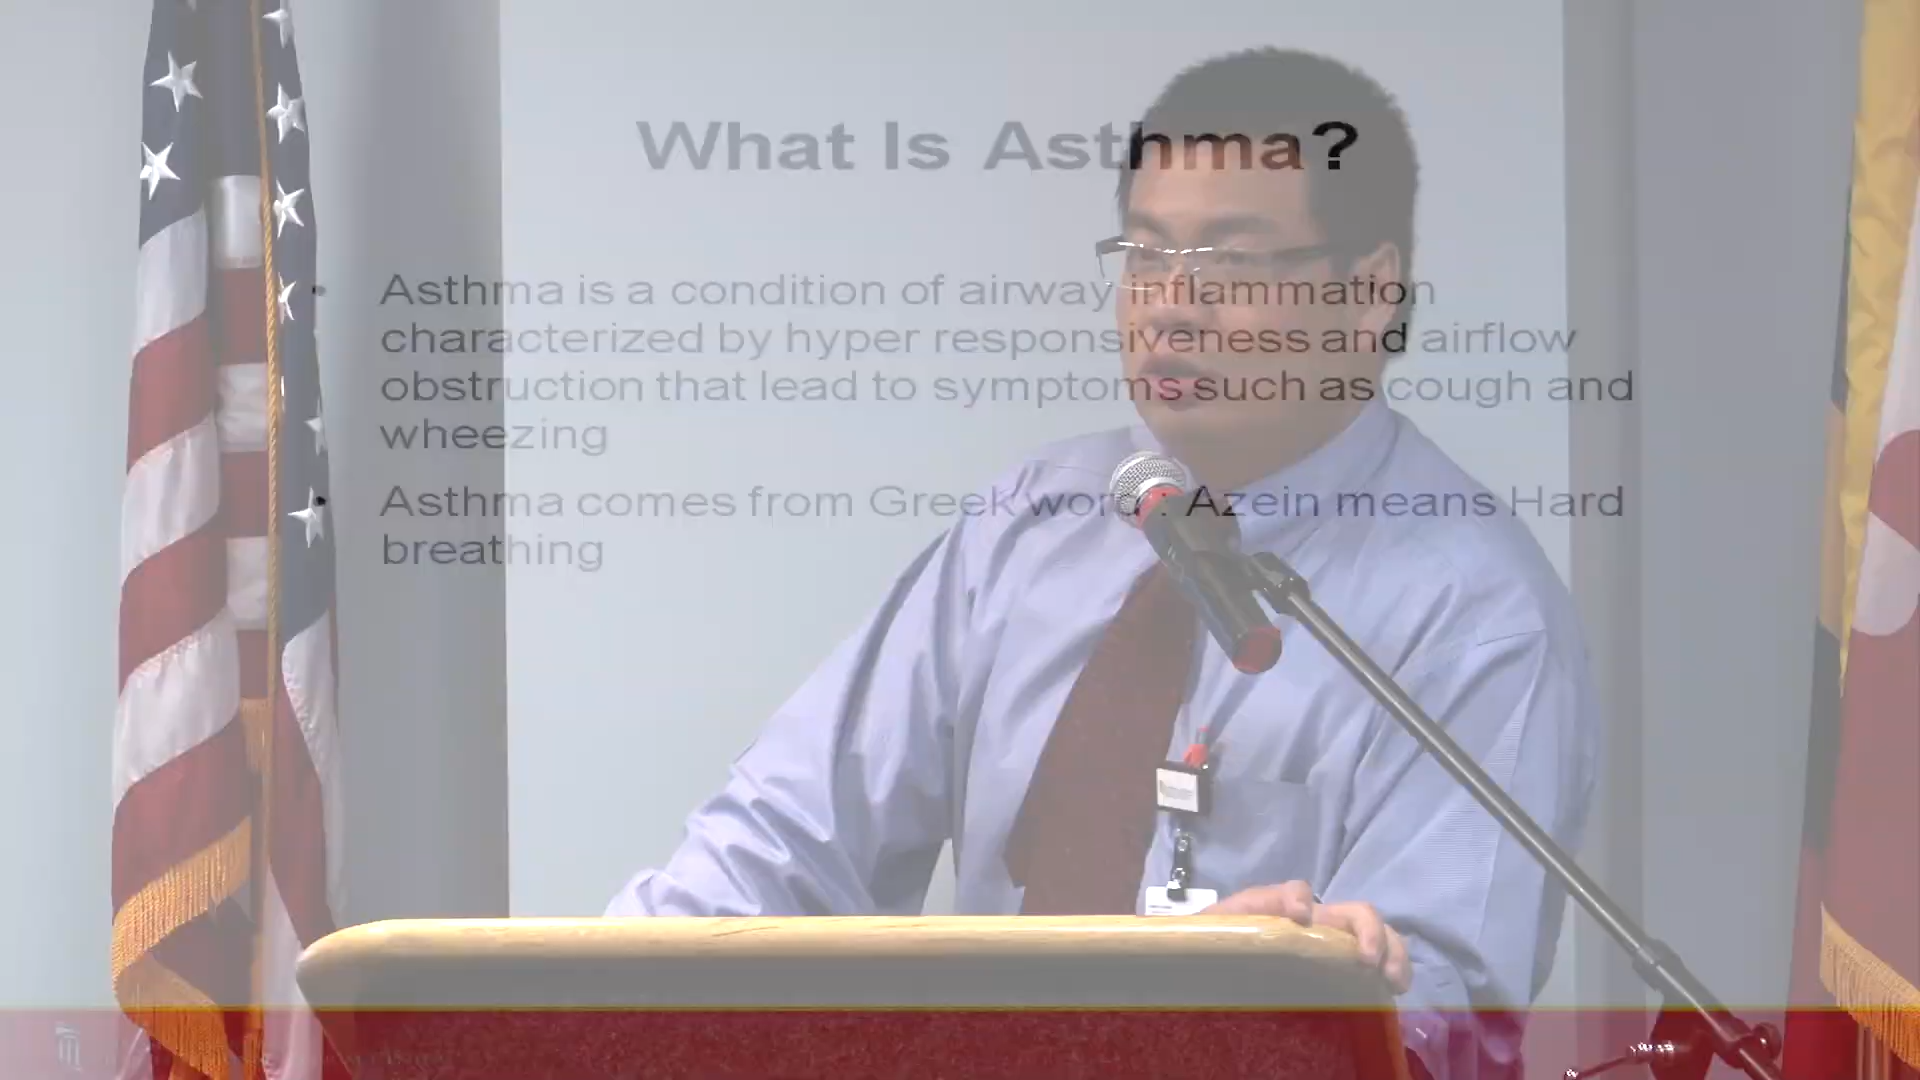 What Is Asthma?
• Asthma is a condition of airway inflammation
characterized by hyper responsiveness and airflow
obstruction that lead to symptoms such as cough and
wheezing
• Asthma comes from Greek word : Azein means Hard
breathing